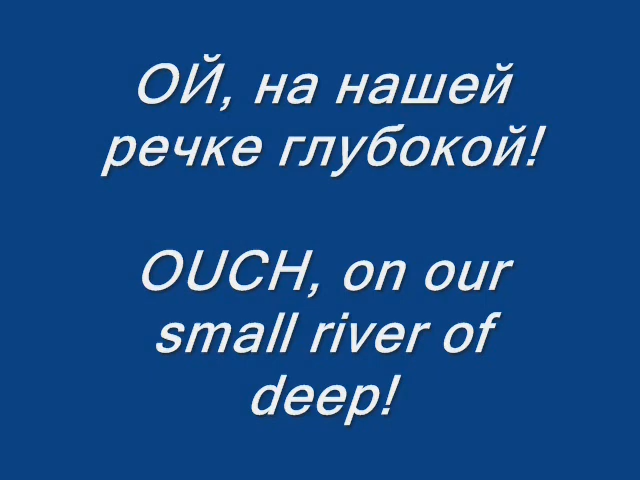 ОЙ, на нашей
речке глубокой!
OUCH, on our
small river of
deep!